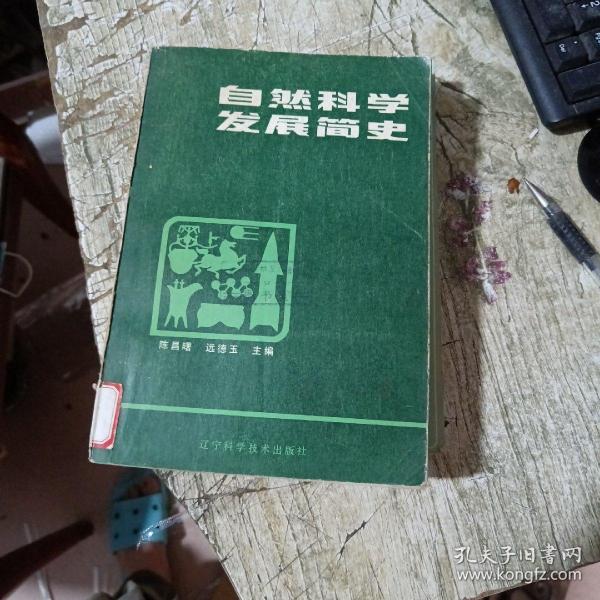 自然科学
发展简史
陈昌曙 远德玉 主编
辽宁科学技术出版社
孔夫子旧书网
www.kongfz.com